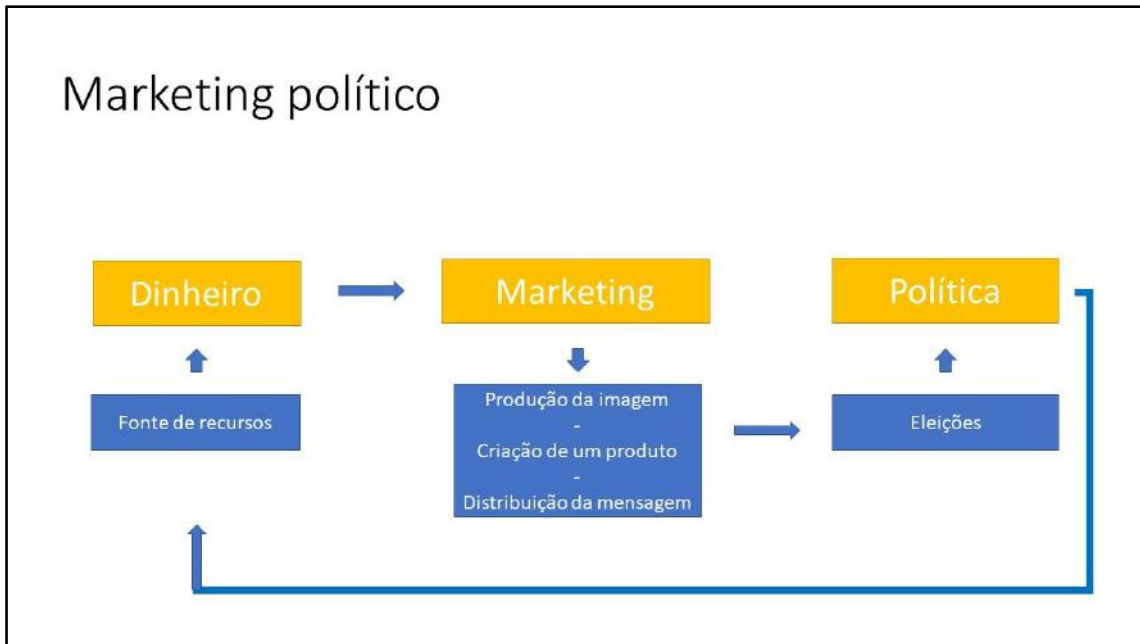 Marketing político
Dinheiro
Marketing
Política
Fonte de recursos
Produção da imagem
-
Criação de um produto
-
Distribuição da mensagem
Eleições